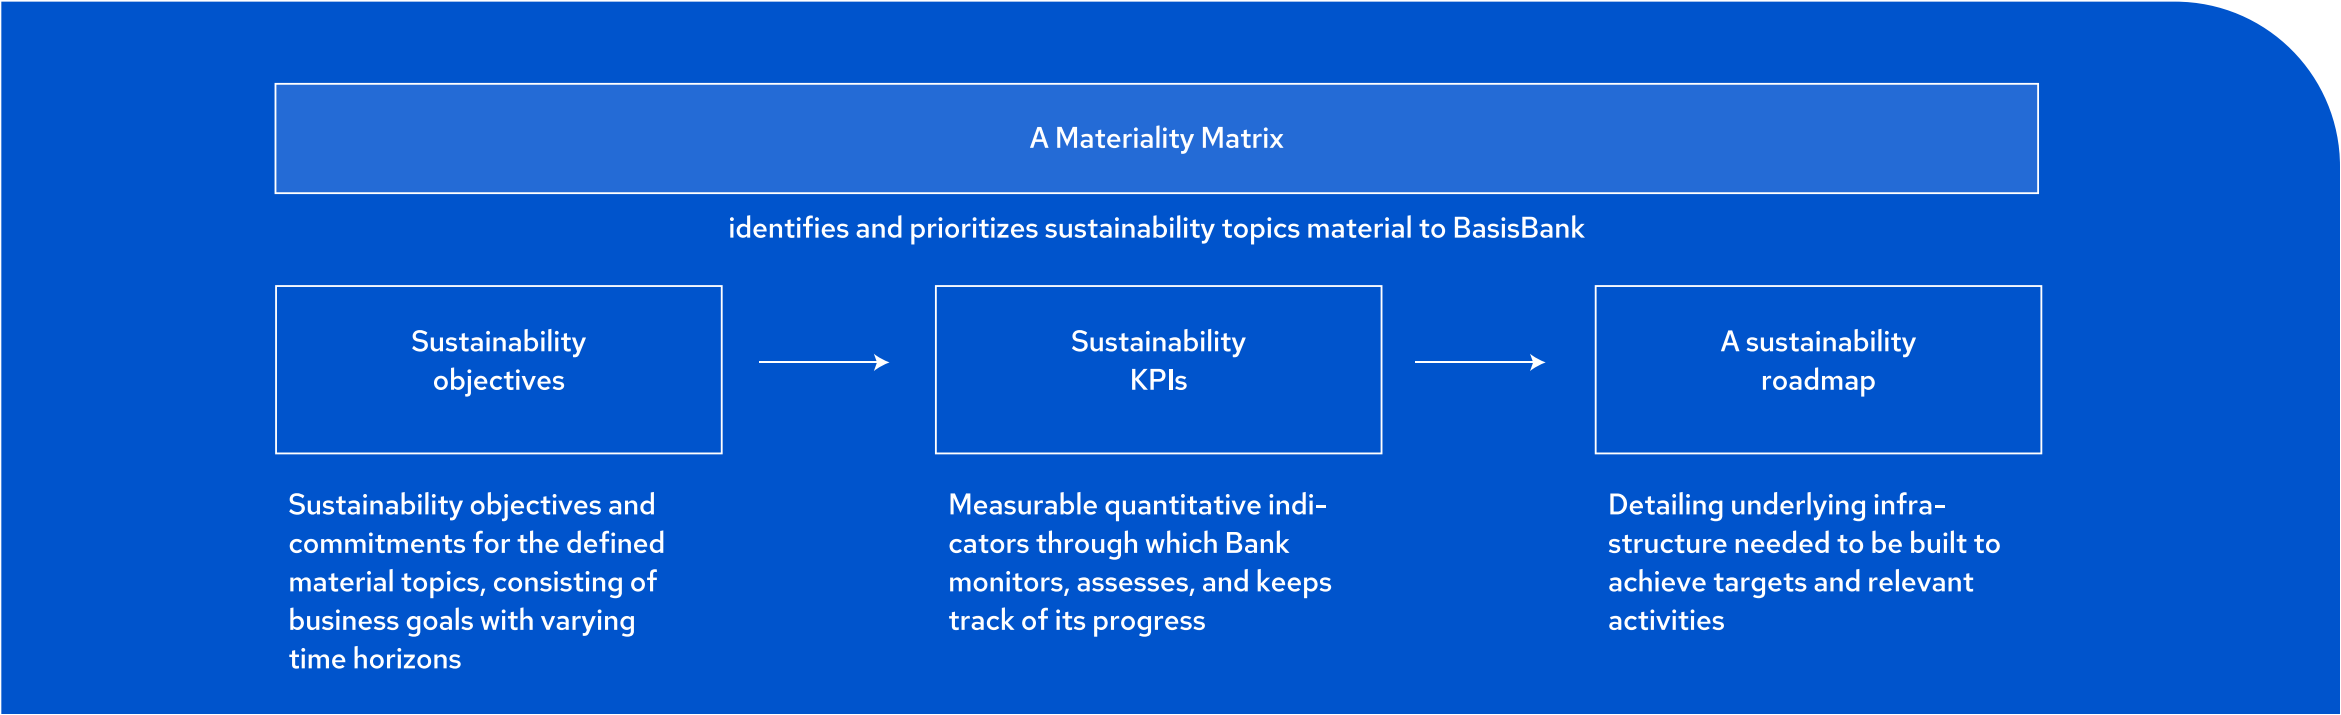 A Materiality Matrix
identifies and prioritizes sustainability topics material to BasisBank
Sustainability
objectives
Sustainability
KPIs
A sustainability
roadmap
Sustainability objectives and
commitments for the defined
material topics, consisting of
business goals with varying
time horizons
Measurable quantitative indi-
cators through which Bank
monitors, assesses, and keeps
track of its progress
Detailing underlying infra-
structure needed to be built to
achieve targets and relevant
activities